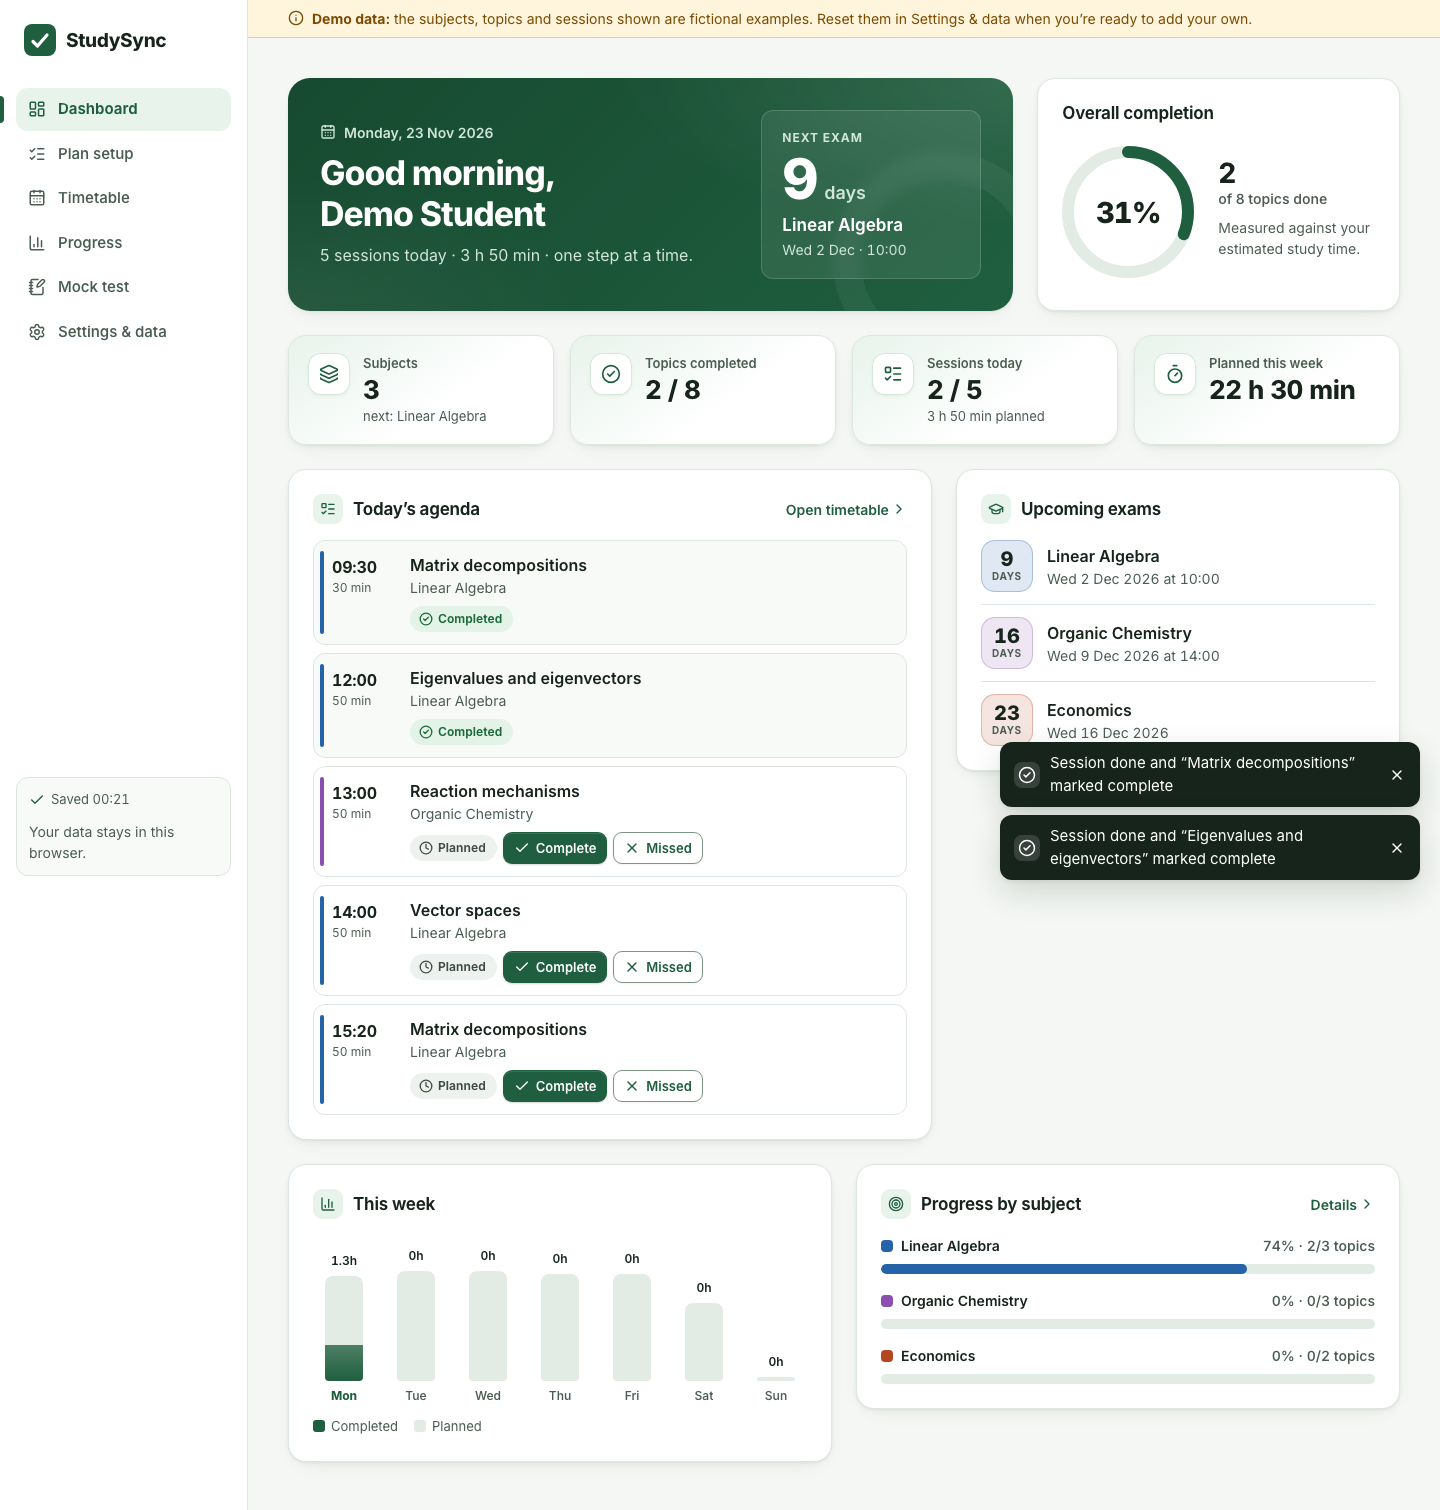 StudySync
Dashboard
Plan setup
Timetable
Progress
Mock test
Settings & data
Saved 00:21
Your data stays in this
browser.
Demo data: the subjects, topics and sessions shown are fictional examples. Reset them in Settings & data when you’re ready to add your own.
Monday, 23 Nov 2026
Good morning,
Demo Student
5 sessions today · 3 h 50 min · one step at a time.
NEXT EXAM
9 days
Linear Algebra
Wed 2 Dec · 10:00
Overall completion
31%
2
of 8 topics done
Measured against your
estimated study time.
Subjects
3
next: Linear Algebra
Topics completed
2 / 8
Sessions today
2 / 5
3 h 50 min planned
Planned this week
22 h 30 min
Today’s agenda
Open timetable
09:30
30 min
Matrix decompositions
Linear Algebra
Completed
12:00
50 min
Eigenvalues and eigenvectors
Linear Algebra
Completed
13:00
50 min
Reaction mechanisms
Organic Chemistry
Planned Complete Missed
14:00
50 min
Vector spaces
Linear Algebra
Planned Complete Missed
15:20
50 min
Matrix decompositions
Linear Algebra
Planned Complete Missed
Upcoming exams
9
DAYS
Linear Algebra
Wed 2 Dec 2026 at 10:00
16
DAYS
Organic Chemistry
Wed 9 Dec 2026 at 14:00
23
DAYS
Economics
Wed 16 Dec 2026
Session done and “Matrix decompositions”
marked complete
Session done and “Eigenvalues and
eigenvectors” marked complete
This week
1.3h 0h 0h 0h 0h 0h 0h
Mon Tue Wed Thu Fri Sat Sun
Completed Planned
Progress by subject
Details
Linear Algebra 74% · 2/3 topics
Organic Chemistry 0% · 0/3 topics
Economics 0% · 0/2 topics